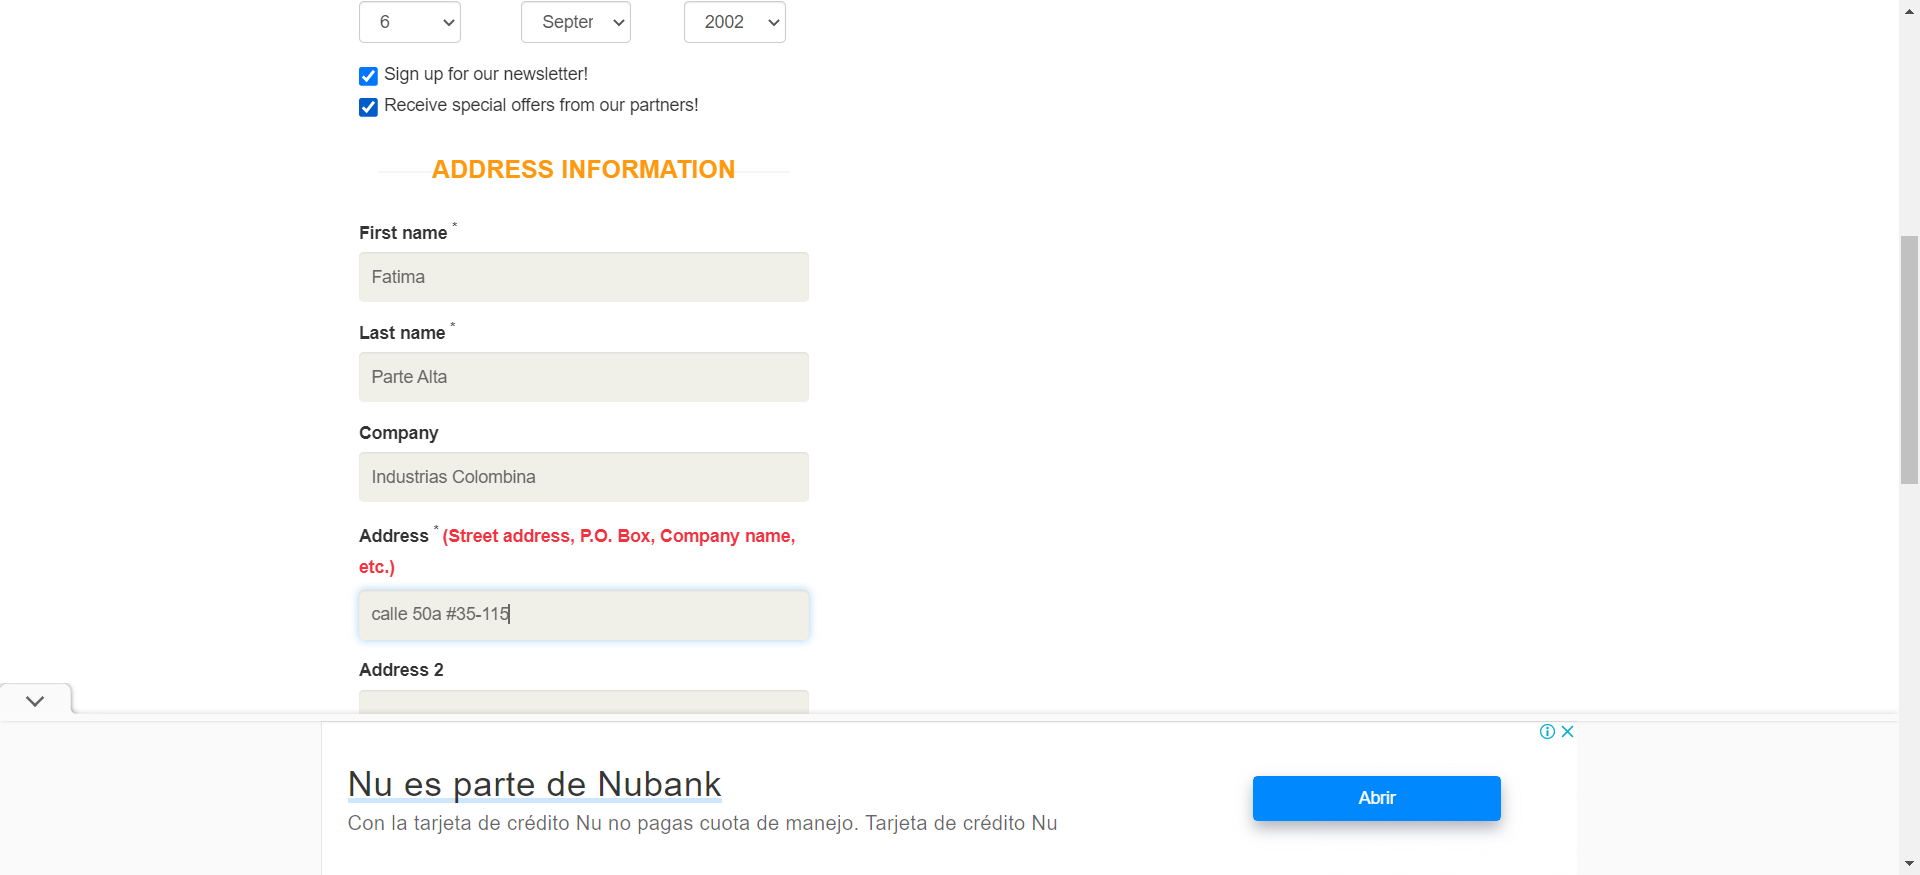 6 Septer 2002
Sign up for our newsletter!
Receive special offers from our partners!
ADDRESS INFORMATION
First name *
Fatima
Last name *
Parte Alta
Company
Industrias Colombina
Address * (Street address, P.O. Box, Company name,
etc.)
calle 50a #35-115
Address 2
Nu es parte de Nubank
Con la tarjeta de crédito Nu no pagas cuota de manejo. Tarjeta de crédito Nu
Abrir